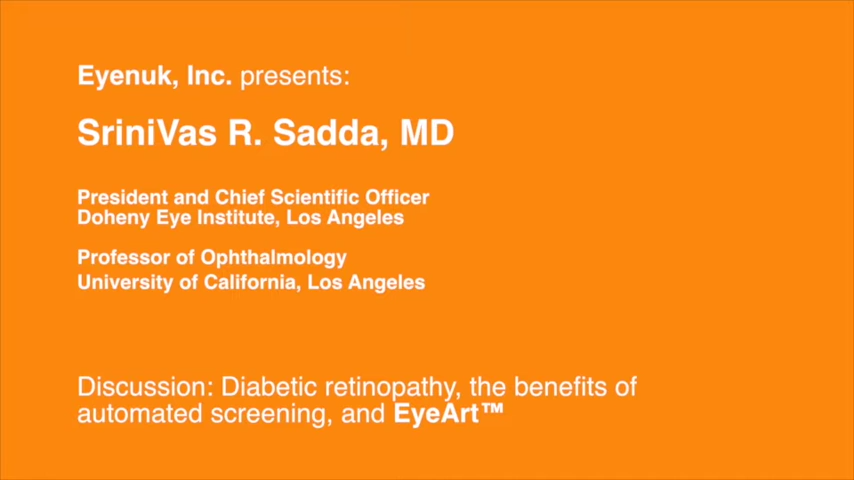 Eyenuk, Inc. presents:
SriniVas R. Sadda, MD
President and Chief Scientific Officer
Doheny Eye Institute, Los Angeles
Professor of Ophthalmology
University of California, Los Angeles
Discussion: Diabetic retinopathy, the benefits of
automated screening, and EyeArt™